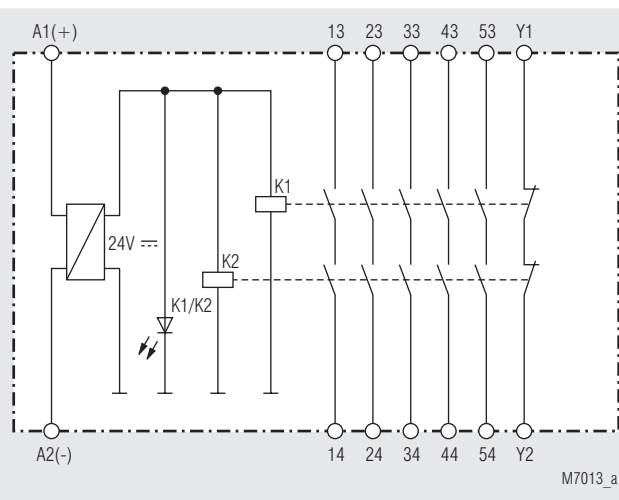 A1(+) 13 23 33 43 53 Y1
K1
24V
K2
K1/K2
A2(-) 14 24 34 44 54 Y2
M7013_a